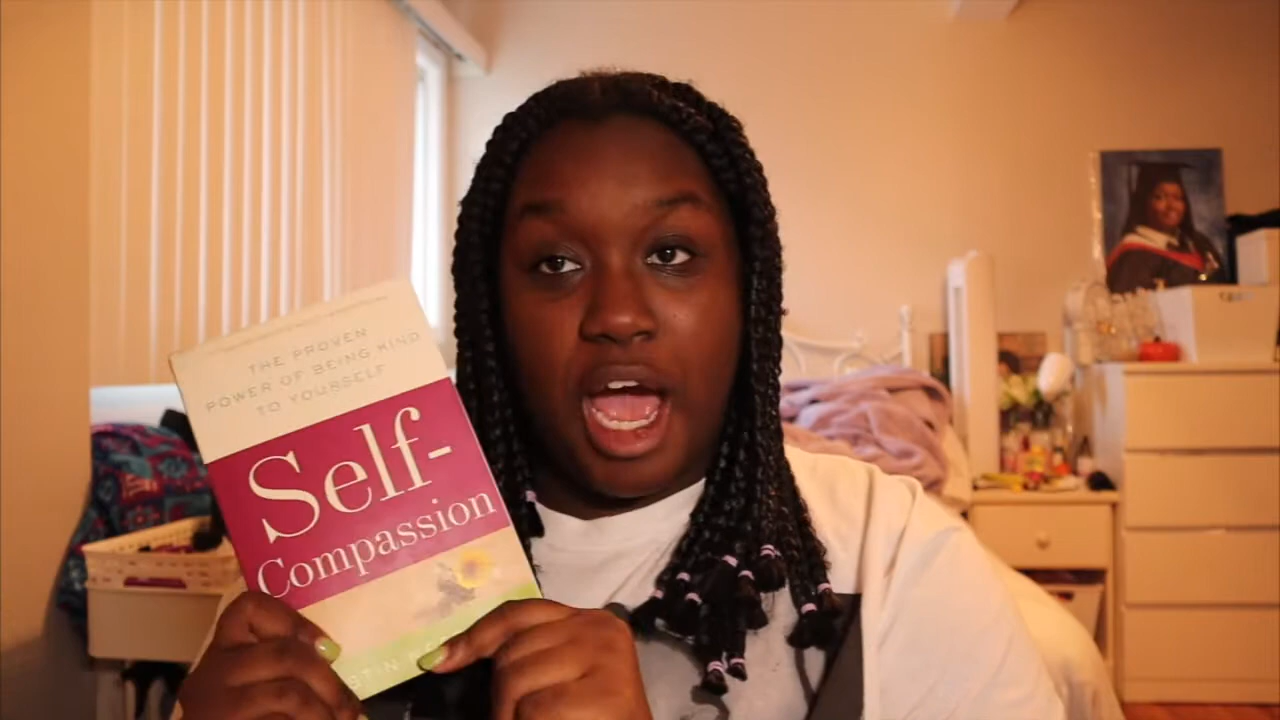 THE PROVEN
POWER OF BEING KIND
TO YOURSELF
Self-
Compassion